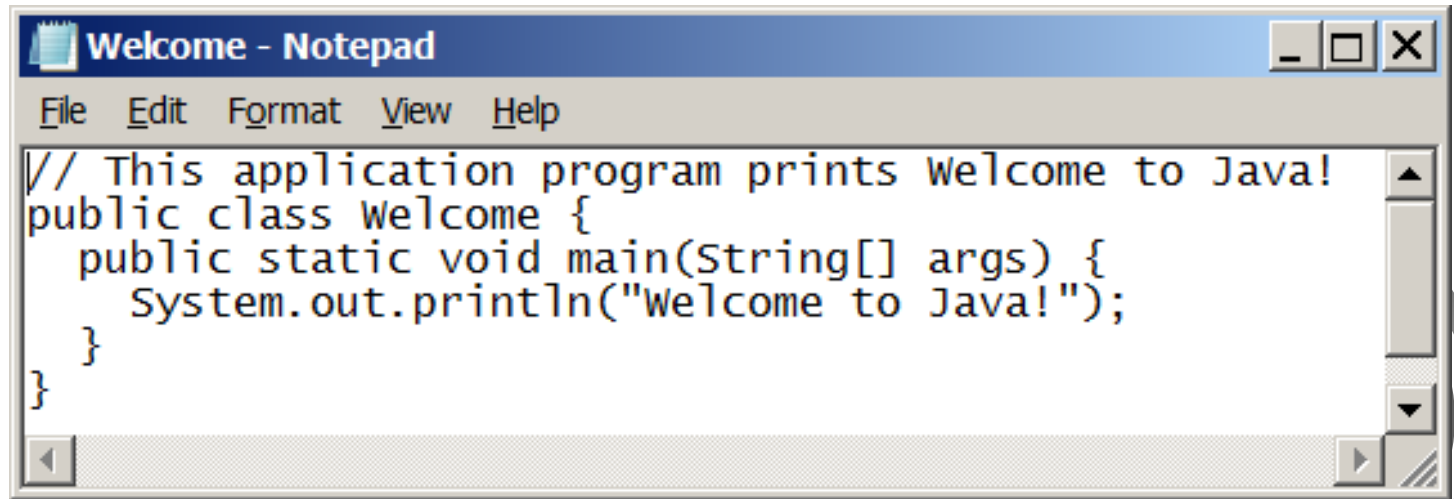 Welcome - Notepad
File Edit Format View Help
// This application program prints Welcome to Java!
public class Welcome {
  public static void main(String[] args) {
    System.out.println("Welcome to Java!");
  }
}